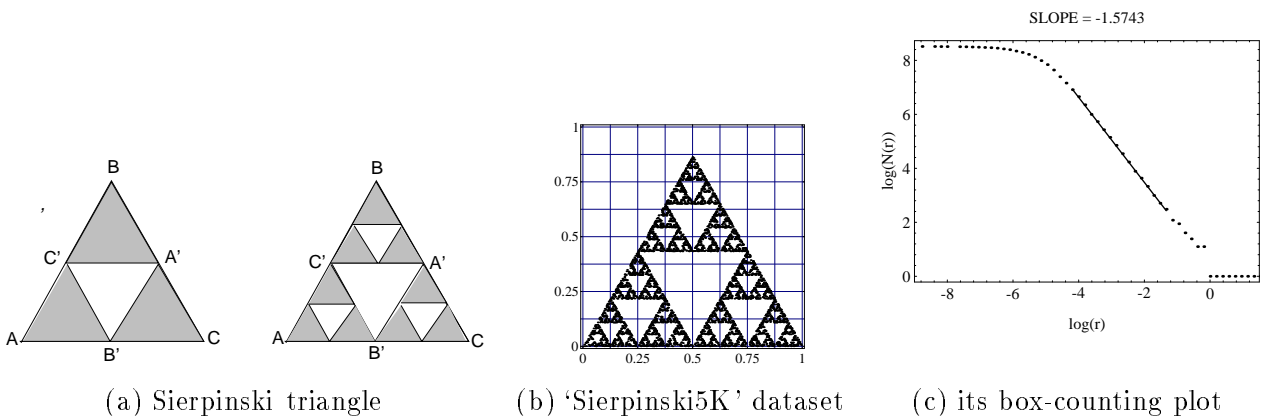 B
C'
A'
A
B'
C
B
C'
A'
A
B'
C
(a) Sierpinski triangle
1
0.75
0.5
0.25
0
0
0.25
0.5
0.75
1
(b) ‘Sierpinski5K’ dataset
SLOPE = -1.5743
log(N(r))
8
6
4
2
0
-8
-6
-4
-2
0
log(r)
(c) its box-counting plot